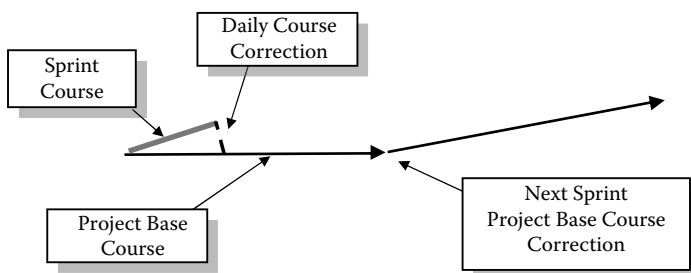 Daily Course
Correction
Sprint
Course
Project Base
Course
Next Sprint
Project Base Course
Correction